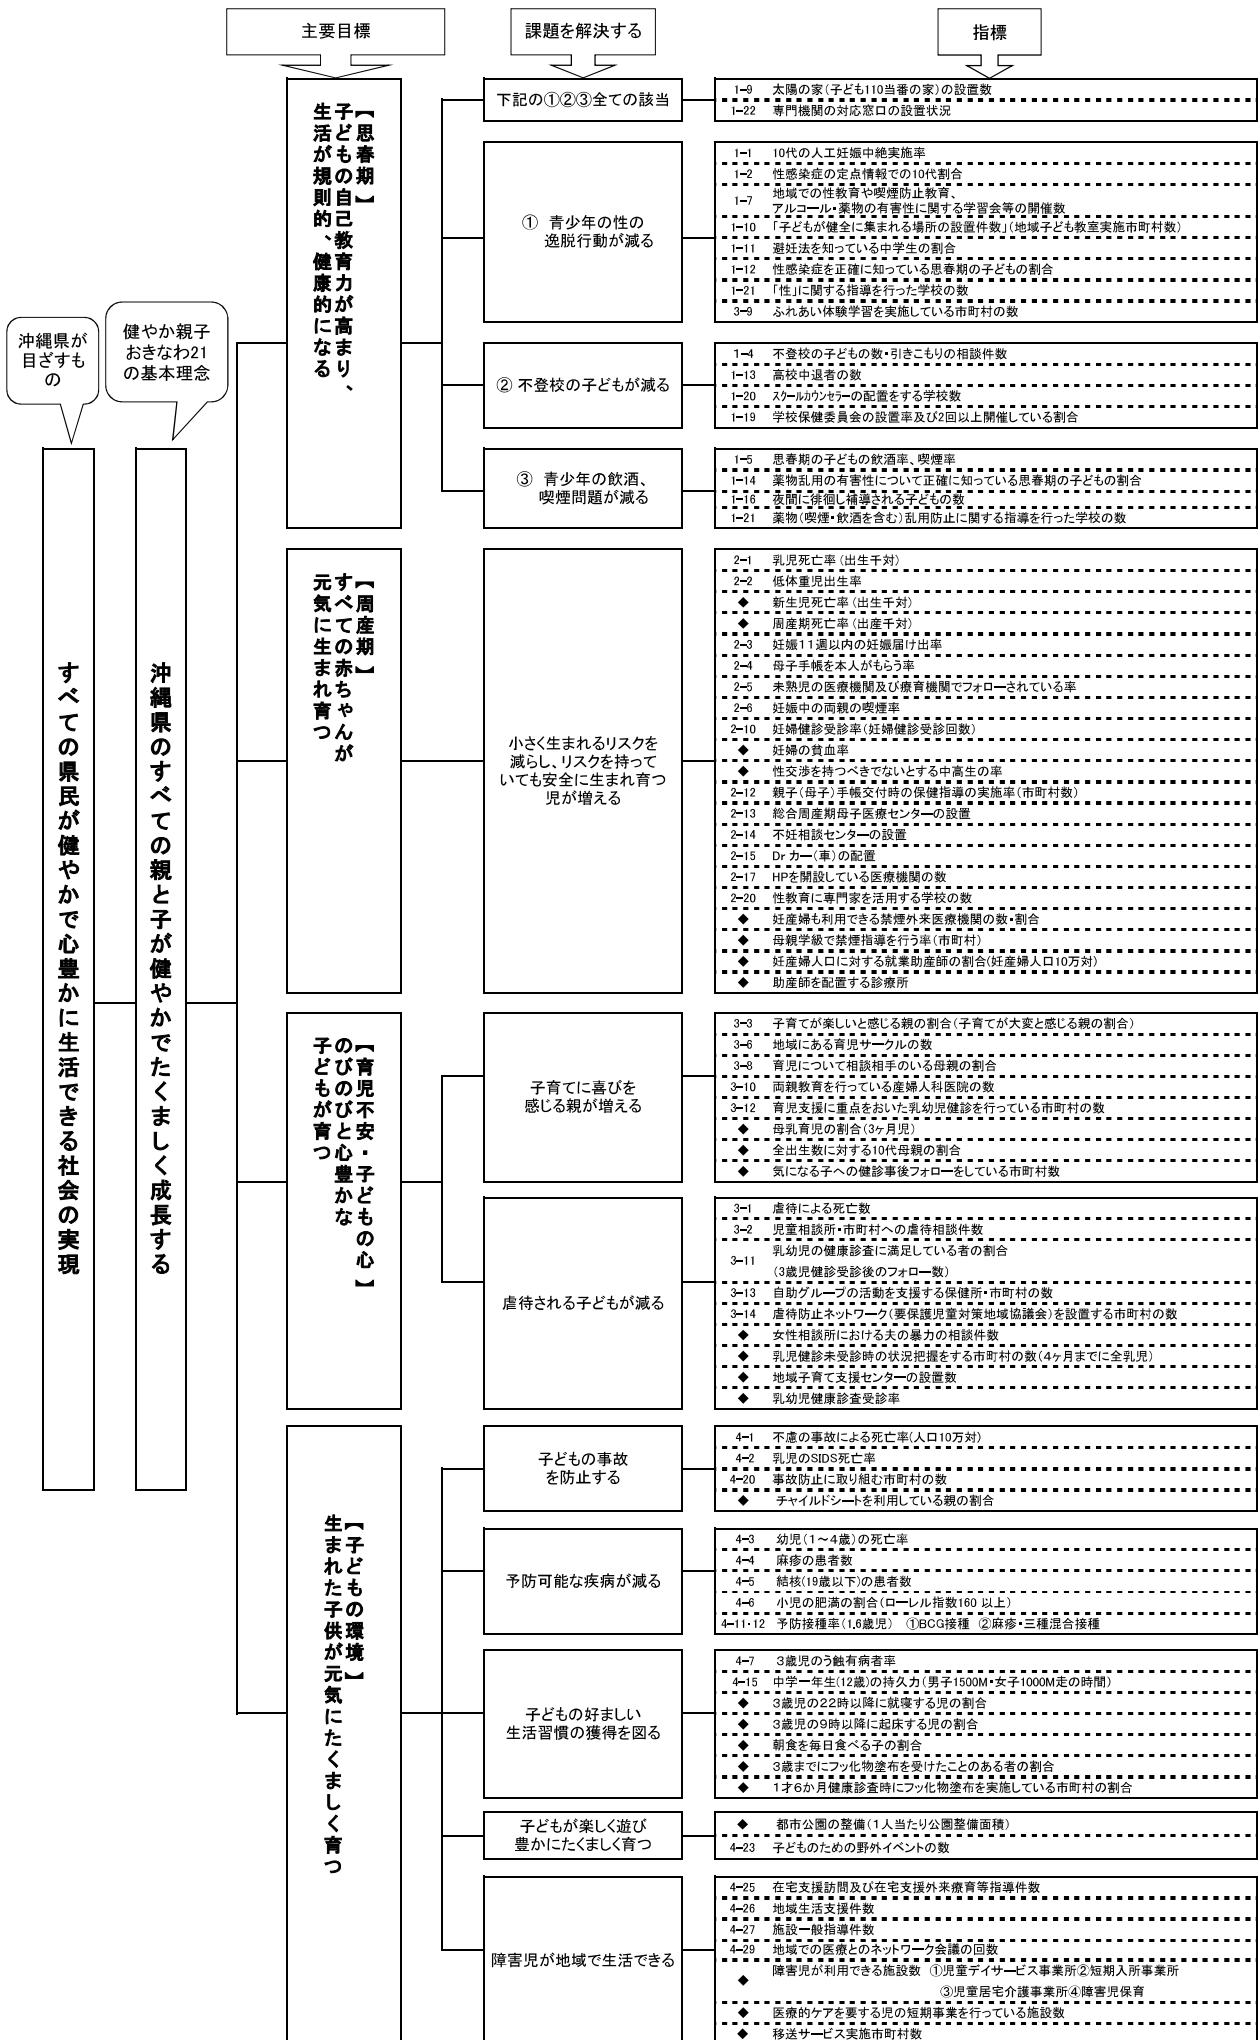 主要目標
課題を解決する
指標
沖縄県が
目ざすも
の
健やか親子
おきなわ21
の基本理念
すべての県民が健やかで心豊かに生活できる社会の実現
沖縄県のすべての親と子が健やかでたくましく成長する
【思春期】
子どもの自己教育力が高まり、
生活が規則的、健康的になる
下記の①②③全ての該当
1-9 太陽の家(子ども110当番の家)の設置数
1-22 専門機関の対応窓口の設置状況
① 青少年の性の
逸脱行動が減る
1-1 10代の人工妊娠中絶実施率
1-2 性感染症の定点情報での10代割合
1-7 地域での性教育や喫煙防止教育、
アルコール・薬物の有害性に関する学習会等の開催数
1-10 「子どもが健全に集まれる場所の設置件数」(地域子ども教室実施市町村数)
1-11 避妊法を知っている中学生の割合
1-12 性感染症を正確に知っている思春期の子どもの割合
1-21 「性」に関する指導を行った学校の数
3-9 ふれあい体験学習を実施している市町村の数
② 不登校の子どもが減る
1-4 不登校の子どもの数・引きこもりの相談件数
1-13 高校中退者の数
1-20 スクールカウンセラーの配置をする学校数
1-19 学校保健委員会の設置率及び2回以上開催している割合
③ 青少年の飲酒、
喫煙問題が減る
1-5 思春期の子どもの飲酒率、喫煙率
1-14 薬物乱用の有害性について正確に知っている思春期の子どもの割合
1-16 夜間に徘徊し補導される子どもの数
1-21 薬物(喫煙・飲酒を含む)乱用防止に関する指導を行った学校の数
【周産期】
すべての赤ちゃんが
元気に生まれ育つ
小さく生まれるリスクを
減らし、リスクを持って
いても安全に生まれ育つ
児が増える
2-1 乳児死亡率(出生千対)
2-2 低体重児出生率
◆ 新生児死亡率(出生千対)
◆ 周産期死亡率(出産千対)
2-3 妊娠11週以内の妊娠届け出率
2-4 母子手帳を本人がもらう率
2-5 未熟児の医療機関及び療育機関でフォローされている率
2-6 妊娠中の両親の喫煙率
2-10 妊婦健診受診率(妊婦健診受診回数)
◆ 妊婦の貧血率
◆ 性交渉を持つべきでないとする中高生の率
2-12 親子(母子)手帳交付時の保健指導の実施率(市町村数)
2-13 総合周産期母子医療センターの設置
2-14 不妊相談センターの設置
2-15 Drカー(車)の配置
2-17 HPを開設している医療機関の数
2-20 性教育に専門家を活用する学校の数
◆ 妊産婦も利用できる禁煙外来医療機関の数・割合
◆ 母親学級で禁煙指導を行う率(市町村)
◆ 妊産婦人口に対する就業助産師の割合(妊産婦人口10万対)
◆ 助産師を配置する診療所
【育児不安・子どもの心】
のびのびと心豊かな
子どもが育つ
子育てに喜びを
感じる親が増える
3-3 子育てが楽しいと感じる親の割合(子育てが大変と感じる親の割合)
3-6 地域にある育児サークルの数
3-8 育児について相談相手のいる母親の割合
3-10 両親教育を行っている産婦人科医院の数
3-12 育児支援に重点をおいた乳幼児健診を行っている市町村の数
◆ 母乳育児の割合(3ヶ月児)
◆ 全出生数に対する10代母親の割合
◆ 気になる子への健診事後フォローをしている市町村数
虐待される子どもが減る
3-1 虐待による死亡数
3-2 児童相談所・市町村への虐待相談件数
3-11 乳幼児の健康診査に満足している者の割合
(3歳児健診受診後のフォロー数)
3-13 自助グループの活動を支援する保健所・市町村の数
3-14 虐待防止ネットワーク(要保護児童対策地域協議会)を設置する市町村の数
◆ 女性相談所における夫の暴力の相談件数
◆ 乳児健診未受診時の状況把握をする市町村の数(4ヶ月までに全乳児)
◆ 地域子育て支援センターの設置数
◆ 乳幼児健康診査受診率
【子どもの環境】
生まれた子供が元気にたくましく育つ
子どもの事故
を防止する
4-1 不慮の事故による死亡率(人口10万対)
4-2 乳児のSIDS死亡率
4-20 事故防止に取り組む市町村の数
◆ チャイルドシートを利用している親の割合
予防可能な疾病が減る
4-3 幼児(1～4歳)の死亡率
4-4 麻疹の患者数
4-5 結核(19歳以下)の患者数
4-6 小児の肥満の割合(ローレル指数160 以上)
4-11・12 予防接種率(1.6歳児) ①BCG接種 ②麻疹・三種混合接種
子どもの好ましい
生活習慣の獲得を図る
4-7 3歳児のう蝕有病者率
4-15 中学一年生(12歳)の持久力(男子1500M・女子1000M走の時間)
◆ 3歳児の22時以降に就寝する児の割合
◆ 3歳児の9時以降に起床する児の割合
◆ 朝食を毎日食べる子の割合
◆ 3歳までにフッ化物塗布を受けたことのある者の割合
◆ 1才6か月健康診査時にフッ化物塗布を実施している市町村の割合
子どもが楽しく遊び
豊かにたくましく育つ
◆ 都市公園の整備(1人当たり公園整備面積)
4-23 子どものための野外イベントの数
障害児が地域で生活できる
4-25 在宅支援訪問及び在宅支援外来療育等指導件数
4-26 地域生活支援件数
4-27 施設一般指導件数
4-29 地域での医療とのネットワーク会議の回数
◆ 障害児が利用できる施設数 ①児童デイサービス事業所②短期入所事業所
③児童居宅介護事業所④障害児保育
◆ 医療的ケアを要する児の短期事業を行っている施設数
◆ 移送サービス実施市町村数